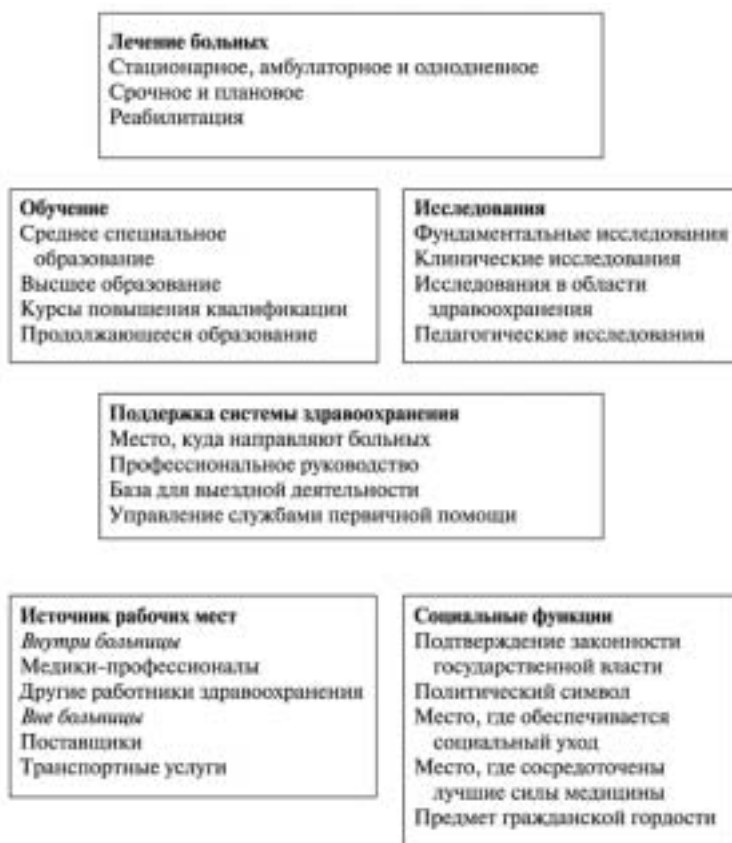 Лечение больных
Стационарное, амбулаторное и однодневное
Срочное и плановое
Реабилитация
Обучение
Среднее специальное
образование
Высшее образование
Курсы повышения квалификации
Продолжающееся образование
Исследования
Фундаментальные исследования
Клинические исследования
Исследования в области
здравоохранения
Педагогические исследования
Поддержка системы здравоохранения
Место, куда направляют больных
Профессиональное руководство
База для выездной деятельности
Управление службами первичной помощи
Источник рабочих мест
Внутри больницы
Медики-профессионалы
Другие работники здравоохранения
Вне больницы
Поставщики
Транспортные услуги
Социальные функции
Подтверждение законности
государственной власти
Политический символ
Место, где обеспечивается
социальный уход
Место, где сосредоточены
лучшие силы медицины
Предмет гражданской гордости